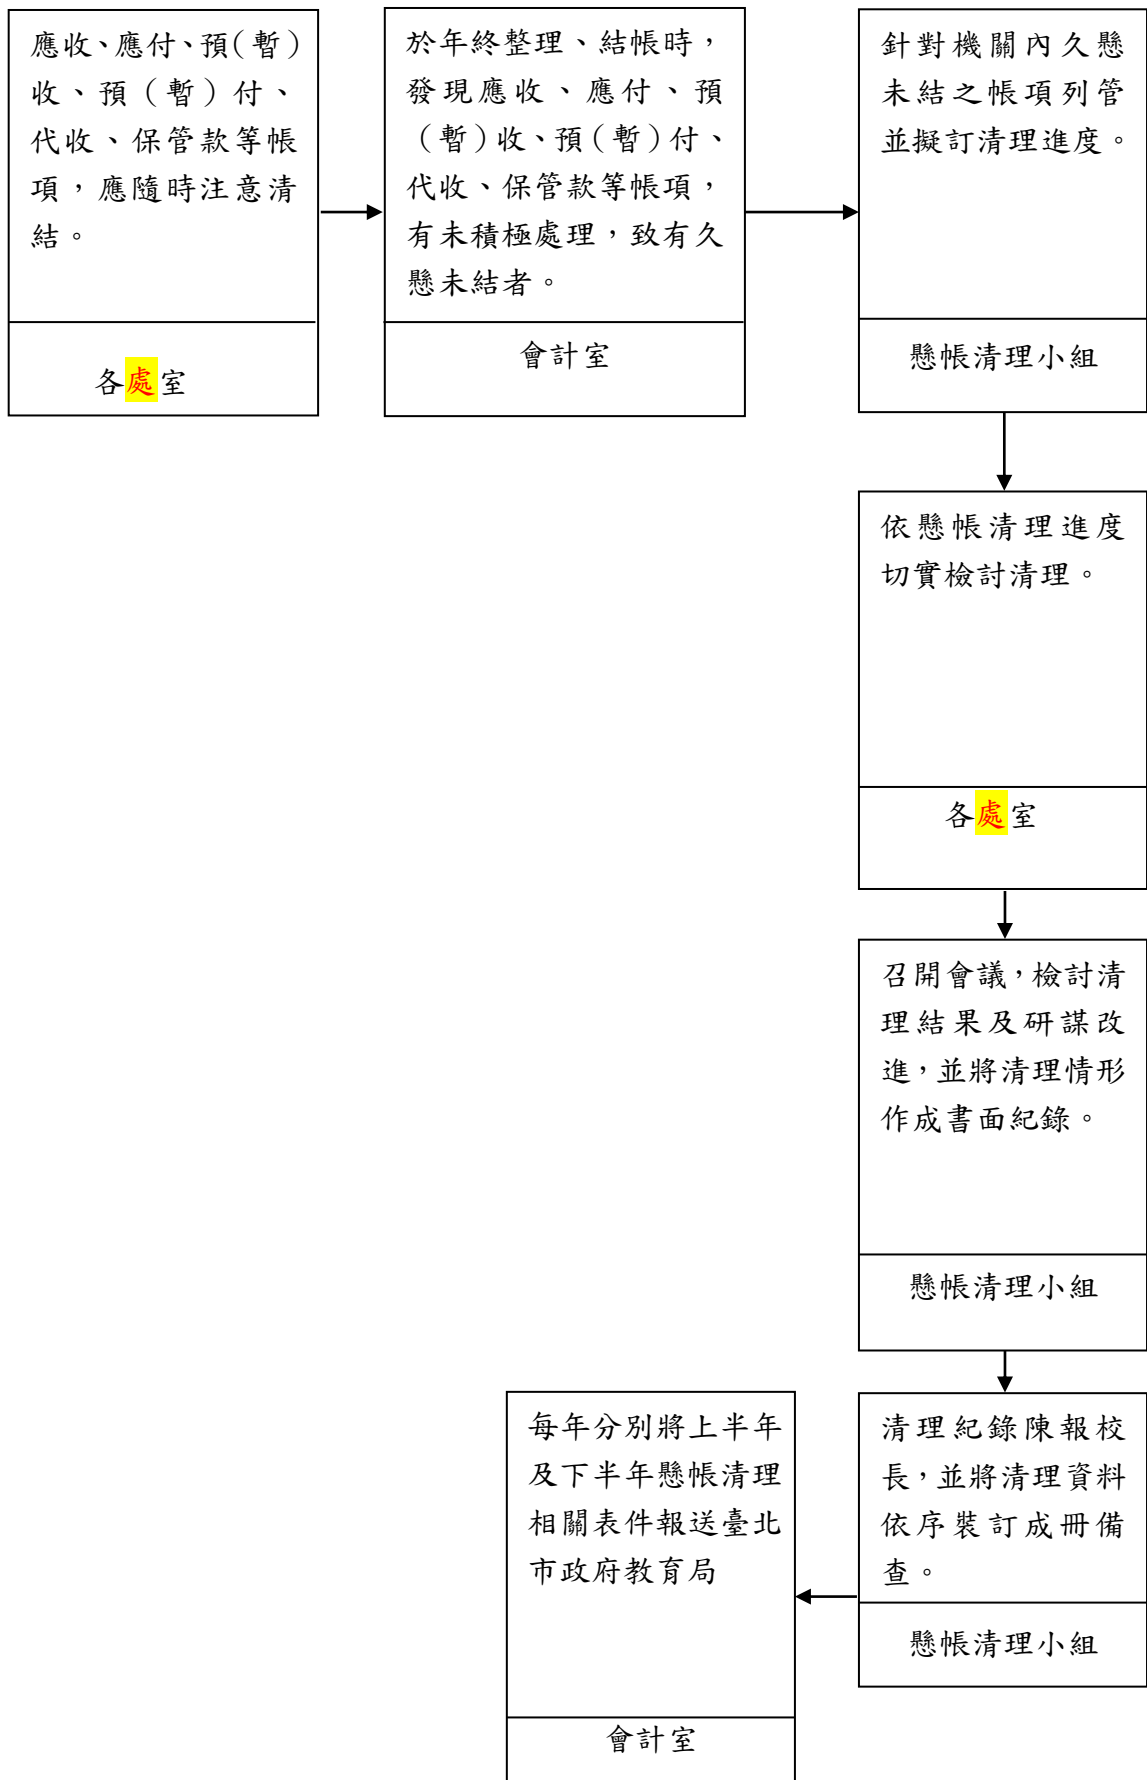 應收、應付、預(暫)
收、預（暫）付、
代收、保管款等帳
項，應隨時注意清
結。
各處室
於年終整理、結帳時，
發現應收、應付、預
（暫）收、預（暫）付、
代收、保管款等帳項，
有未積極處理，致有久
懸未結者。
會計室
針對機關內久懸
未結之帳項列管
並擬訂清理進度。
懸帳清理小組
依懸帳清理進度
切實檢討清理。
各處室
召開會議，檢討清
理結果及研謀改
進，並將清理情形
作成書面紀錄。
懸帳清理小組
清理紀錄陳報校
長，並將清理資料
依序裝訂成冊備
查。
懸帳清理小組
每年分別將上半年
及下半年懸帳清理
相關表件報送臺北
市政府教育局
會計室